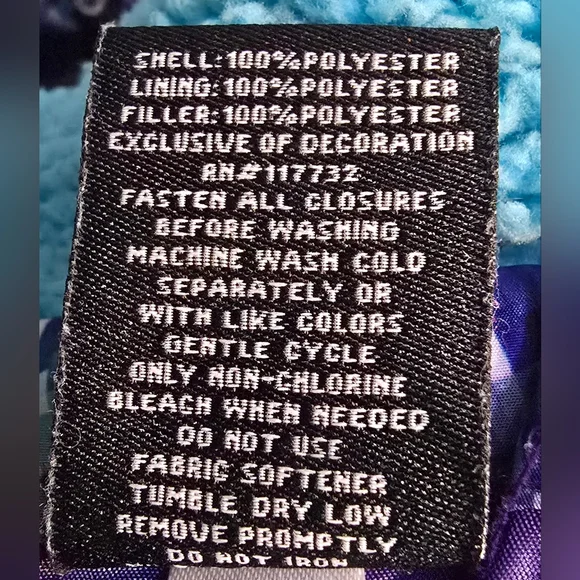 SHELL: 100% POLYESTER
LINING: 100% POLYESTER
FILLER: 100% POLYESTER
EXCLUSIVE OF DECORATION
RN#117732
FASTEN ALL CLOSURES
BEFORE WASHING
MACHINE WASH COLD
SEPARATELY OR
WITH LIKE COLORS
GENTLE CYCLE
ONLY NON-CHLORINE
BLEACH WHEN NEEDED
DO NOT USE
FABRIC SOFTENER
TUMBLE DRY LOW
REMOVE PROMPTLY
DO NOT IRON